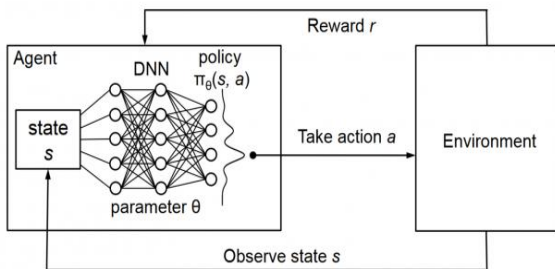 Reward r
Agent
DNN
policy
πθ(s, a)
state
s
Take action a
Environment
parameter θ
Observe state s